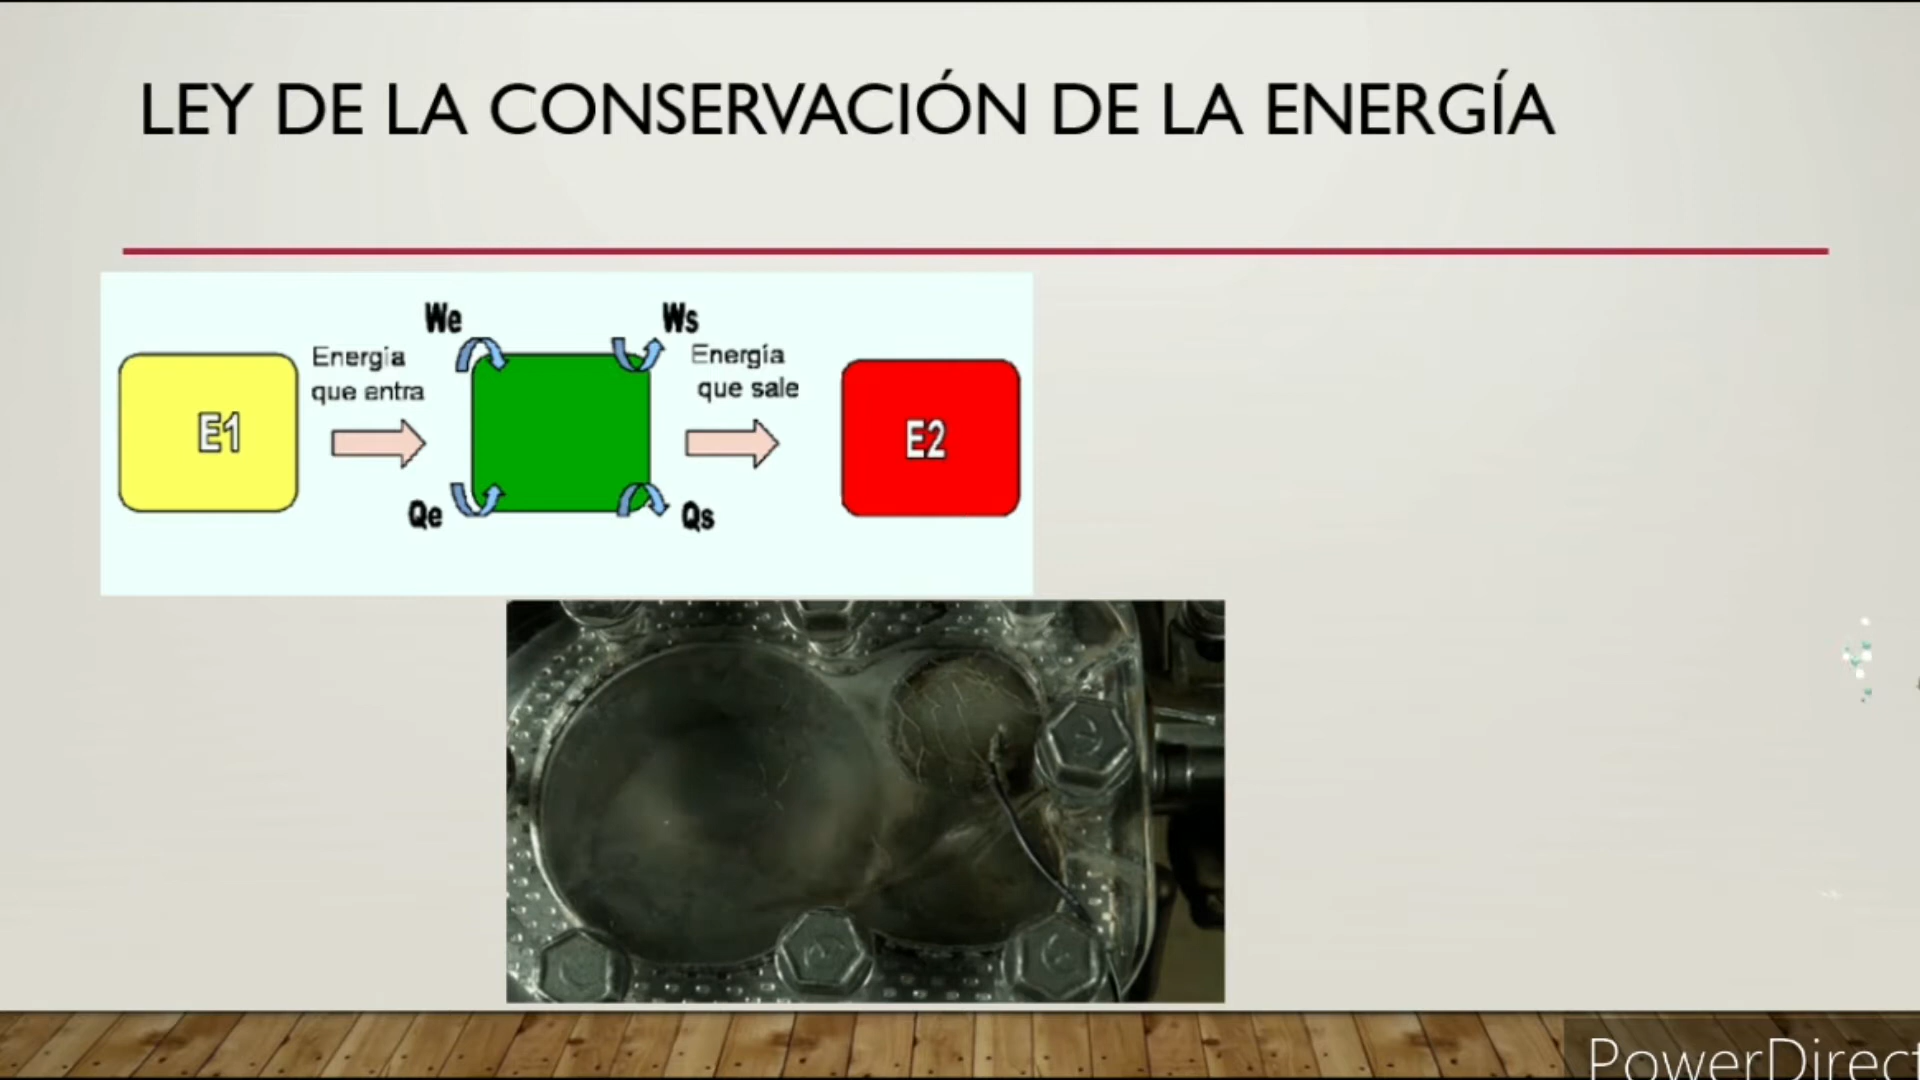 LEY DE LA CONSERVACIÓN DE LA ENERGÍA
We
Ws
Energía
que entra
Energía
que sale
E1
E2
Qe
Qs
PowerDirect